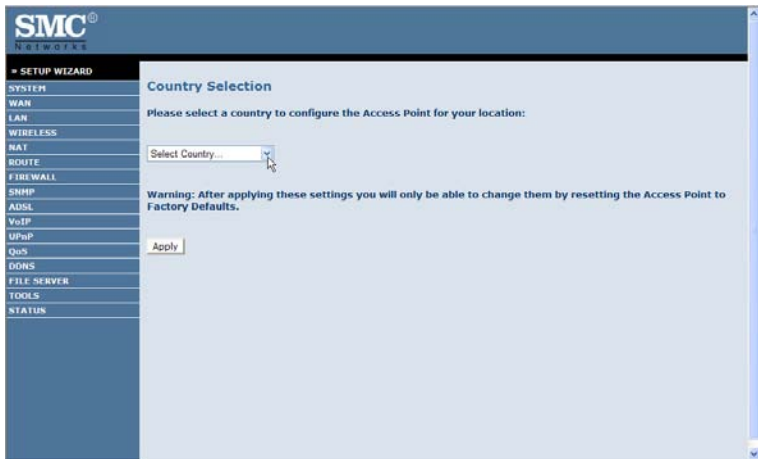 SMC®
Networks
» SETUP WIZARD
SYSTEM
WAN
LAN
WIRELESS
NAT
ROUTE
FIREWALL
SNMP
ADSL
VoIP
UPnP
QoS
DDNS
FILE SERVER
TOOLS
STATUS
Country Selection
Please select a country to configure the Access Point for your location:
Select Country...
Warning: After applying these settings you will only be able to change them by resetting the Access Point to
Factory Defaults.
Apply